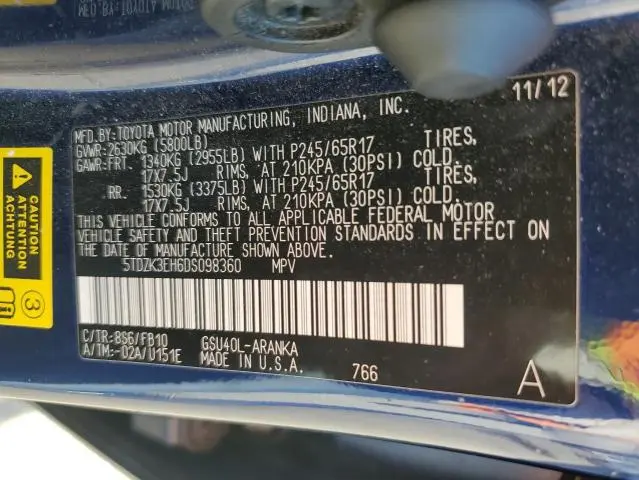 11/12
MFD.BY:TOYOTA MOTOR MANUFACTURING, INDIANA, INC.
GVWR:2630KG (5800LB)
GAWR:FRT. 1340KG (2955LB) WITH P245/65R17 TIRES,
17X7.5J RIMS, AT 210KPA (30PSI) COLD.
RR. 1530KG (3375LB) WITH P245/65R17 TIRES,
17X7.5J RIMS, AT 210KPA (30PSI) COLD.
THIS VEHICLE CONFORMS TO ALL APPLICABLE FEDERAL MOTOR
VEHICLE SAFETY AND THEFT PREVENTION STANDARDS IN EFFECT ON
THE DATE OF MANUFACTURE SHOWN ABOVE.
5TDZK3EH6DS098360 MPV
C/TR:8S6/FB10 GSU40L-ARANKA
A/TM:-02A/U151E MADE IN U.S.A.
766
A
CAUTION
ATTENTION
ACHTUNG
3